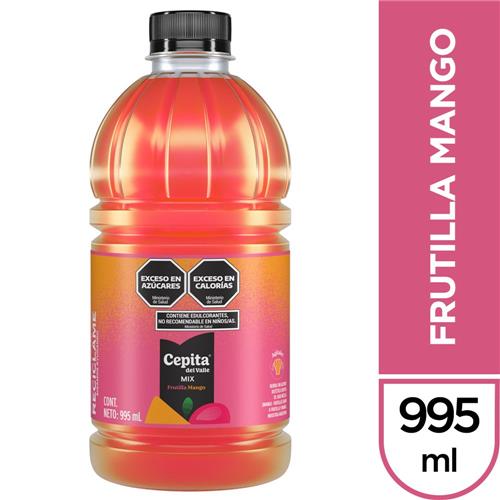 EXCESO EN
AZÚCARES
Ministerio
de Salud
EXCESO EN
CALORÍAS
Ministerio
de Salud
CONTIENE EDULCORANTES,
NO RECOMENDABLE EN NIÑOS/AS.
Ministerio de Salud
RECICLAME
Cepita
del Valle
MIX
Frutilla Mango
CONT.
NETO: 995 mL
FRUTILLA MANGO
995
ml